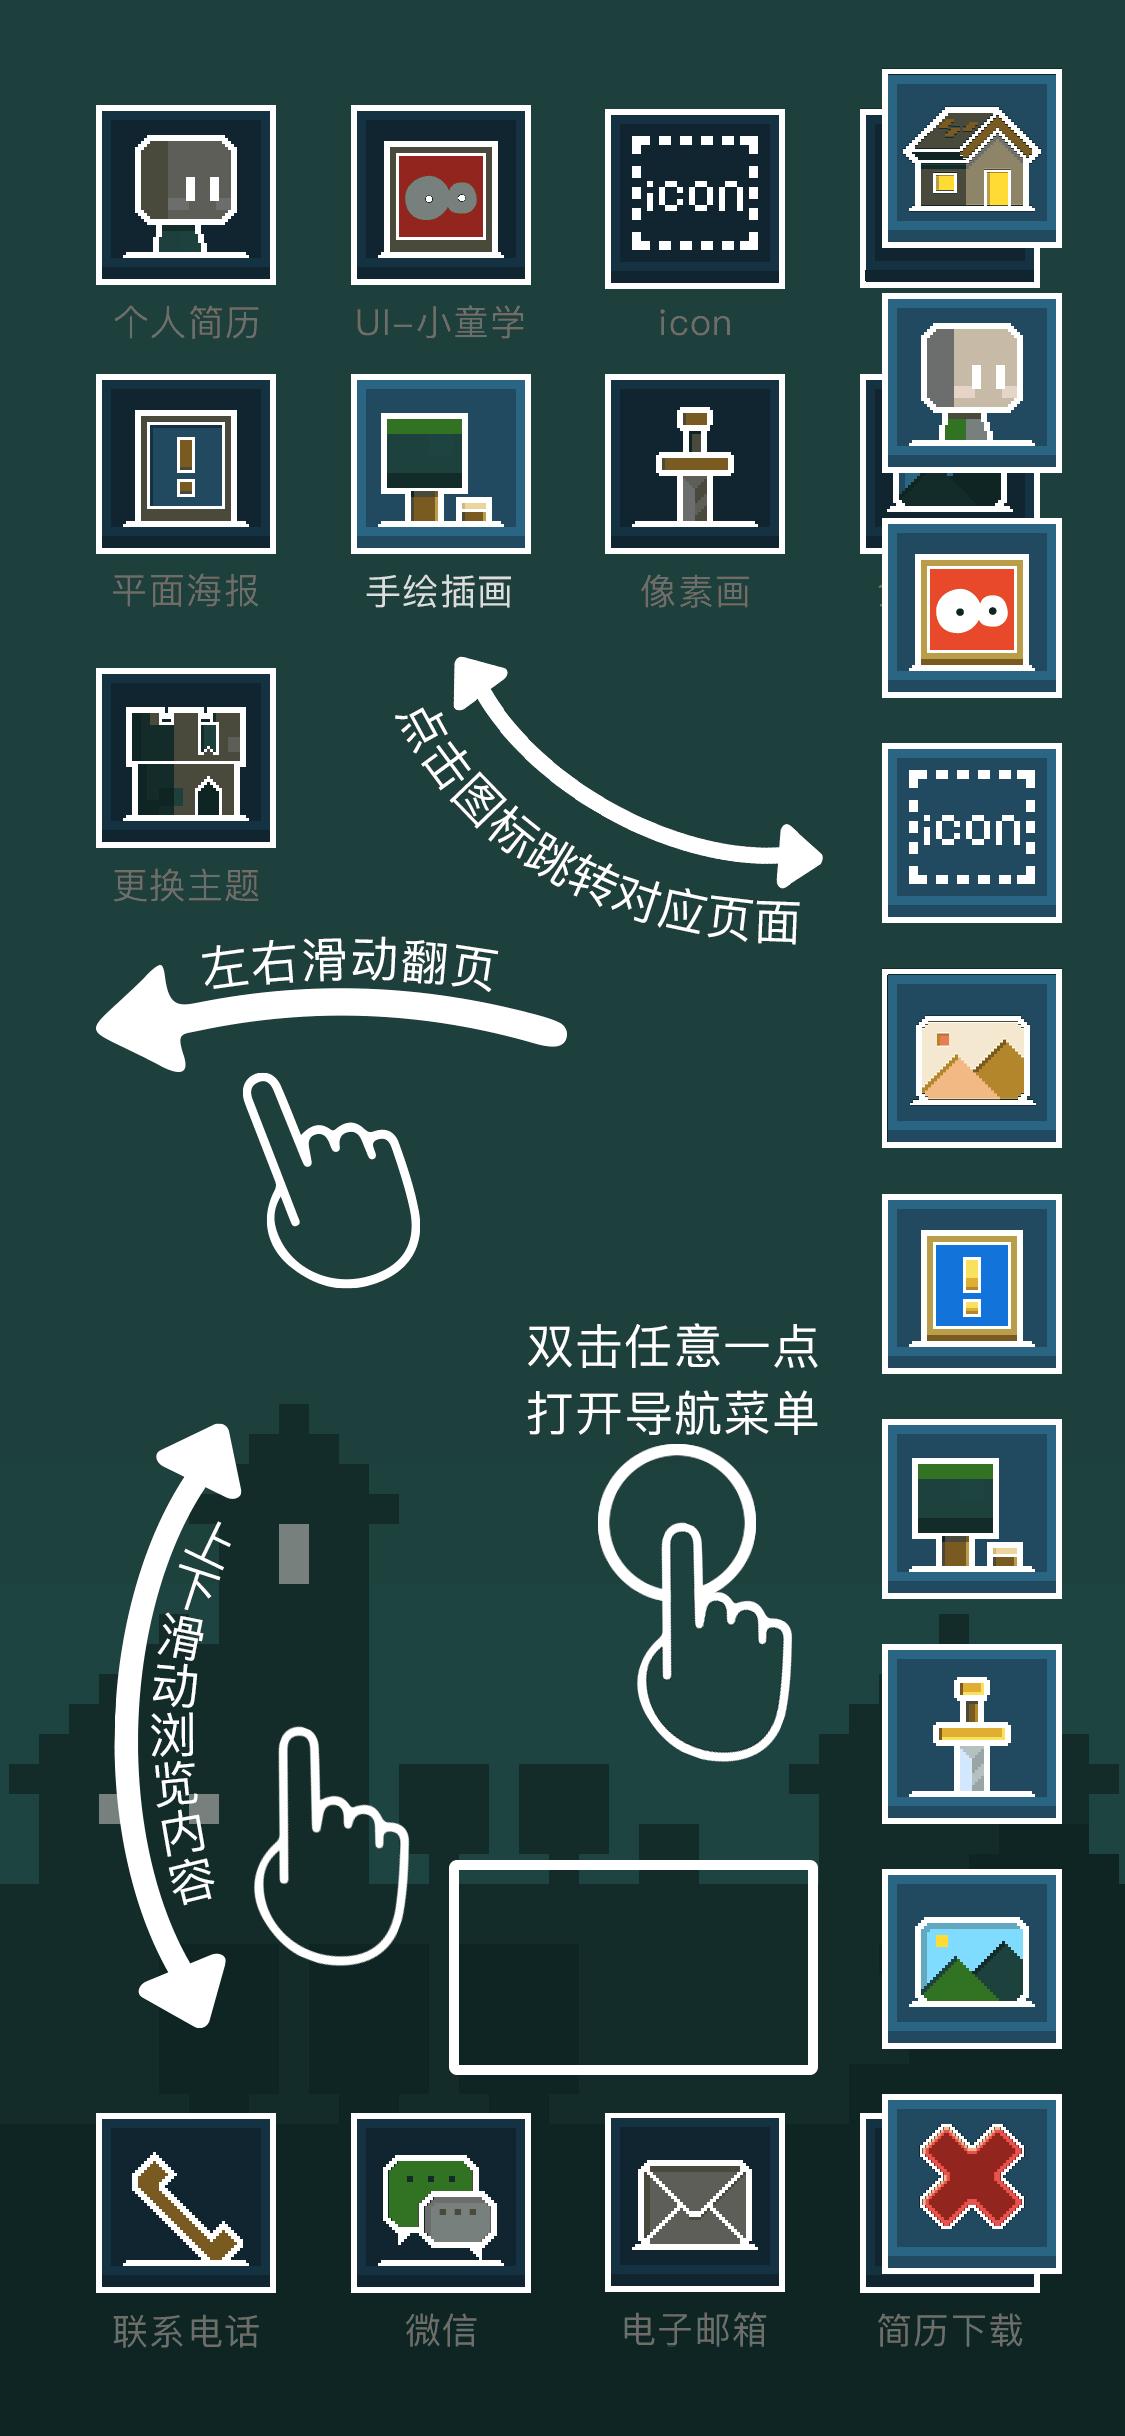 icon
个人简历
UI-小童学
icon
平面海报
手绘插画
像素画
点击图标跳转对应页面
更换主题
icon
左右滑动翻页
双击任意一点
打开导航菜单
上下滑动浏览内容
联系电话
微信
电子邮箱
简历下载